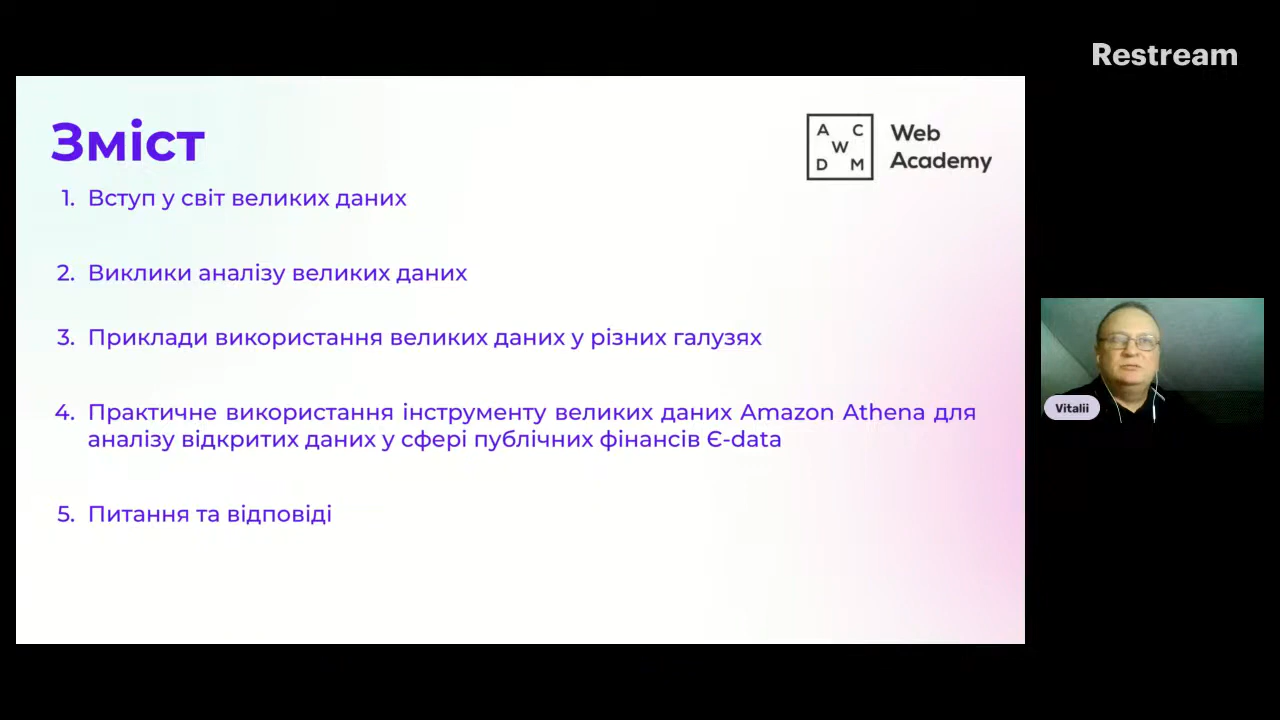 Restream
Зміст
A C
W
D M
Web
Academy
1. Вступ у світ великих даних
2. Виклики аналізу великих даних
3. Приклади використання великих даних у різних галузях
4. Практичне використання інструменту великих даних Amazon Athena для
аналізу відкритих даних у сфері публічних фінансів Є-data
5. Питання та відповіді
Vitalii